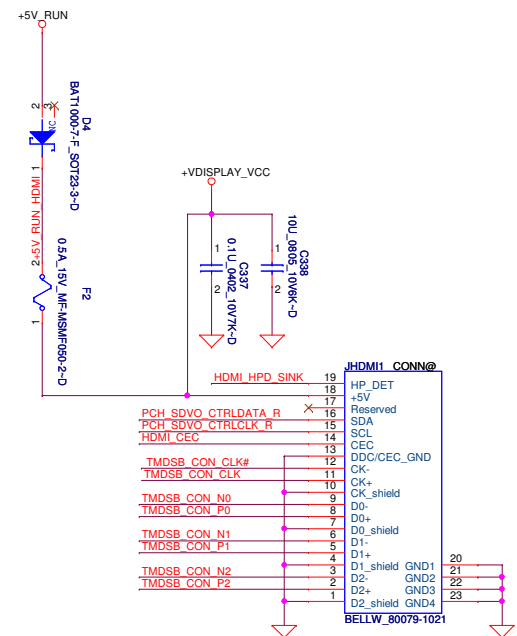 +5V_RUN
2
3
NC
D4
BAT1000-7-F_SOT23-3~D
1
+5V_RUN_HDMI
2
F2
0.5A_15V_MF-MSMF050-2~D
1
+VDISPLAY_VCC
1
2
C337
0.1U_0402_10V7K~D
1
2
C338
10U_0805_10V6K~D
JHDMI1 CONN@
HDMI_HPD_SINK 19 HP_DET
18 +5V
17 Reserved
PCH_SDVO_CTRLDATA_R 16 SDA
PCH_SDVO_CTRLCLK_R 15 SCL
HDMI_CEC 14 CEC
13 DDC/CEC_GND
TMDSB_CON_CLK# 12 CK-
TMDSB_CON_CLK 11 CK+
10 CK_shield
TMDSB_CON_N0 9 D0-
TMDSB_CON_P0 8 D0+
7 D0_shield
TMDSB_CON_N1 6 D1-
TMDSB_CON_P1 5 D1+
4 D1_shield GND1 20
TMDSB_CON_N2 3 D2- GND2 21
TMDSB_CON_P2 2 D2+ GND3 22
1 D2_shield GND4 23
BELLW_80079-1021